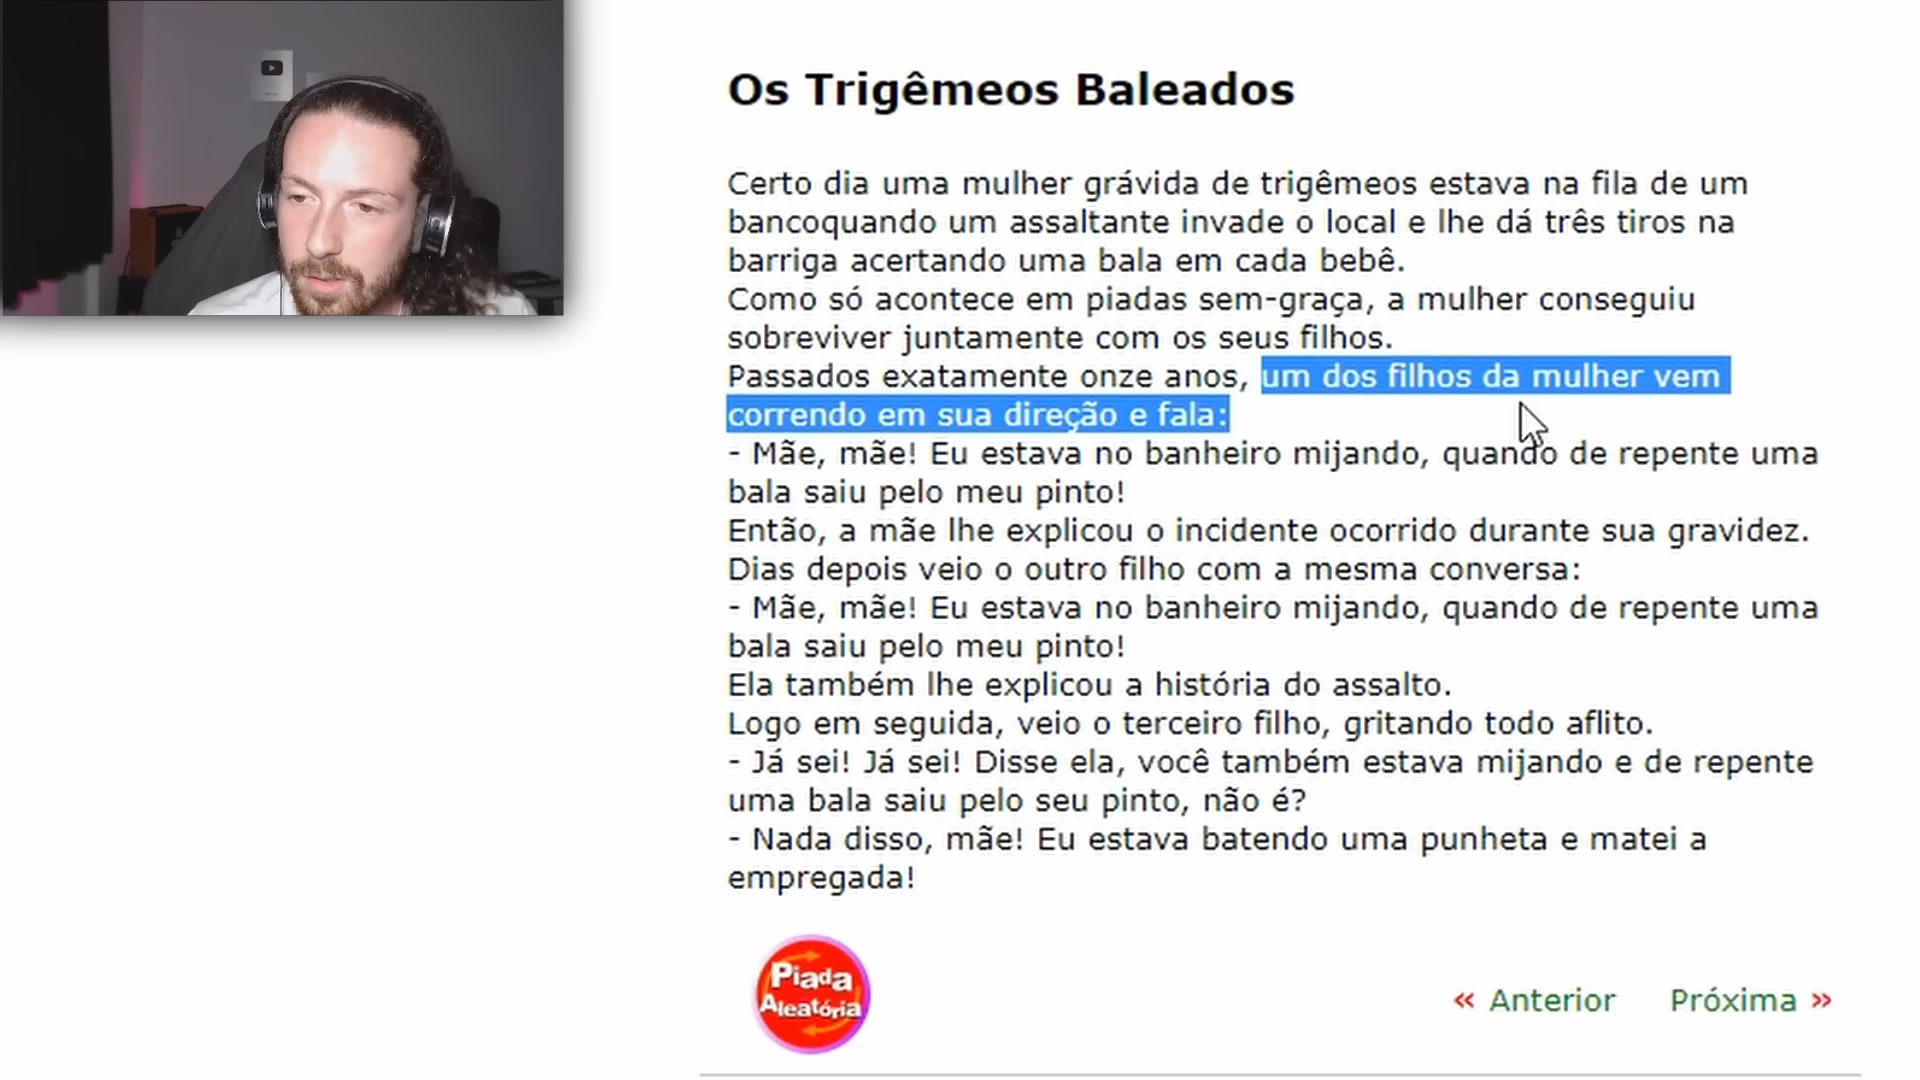 Os Trigêmeos Baleados
Certo dia uma mulher grávida de trigêmeos estava na fila de um
bancoquando um assaltante invade o local e lhe dá três tiros na
barriga acertando uma bala em cada bebê.
Como só acontece em piadas sem-graça, a mulher conseguiu
sobreviver juntamente com os seus filhos.
Passados exatamente onze anos, um dos filhos da mulher vem
correndo em sua direção e fala:
- Mãe, mãe! Eu estava no banheiro mijando, quando de repente uma
bala saiu pelo meu pinto!
Então, a mãe lhe explicou o incidente ocorrido durante sua gravidez.
Dias depois veio o outro filho com a mesma conversa:
- Mãe, mãe! Eu estava no banheiro mijando, quando de repente uma
bala saiu pelo meu pinto!
Ela também lhe explicou a história do assalto.
Logo em seguida, veio o terceiro filho, gritando todo aflito.
- Já sei! Já sei! Disse ela, você também estava mijando e de repente
uma bala saiu pelo seu pinto, não é?
- Nada disso, mãe! Eu estava batendo uma punheta e matei a
empregada!
Piada
Aleatória
« Anterior
Próxima »